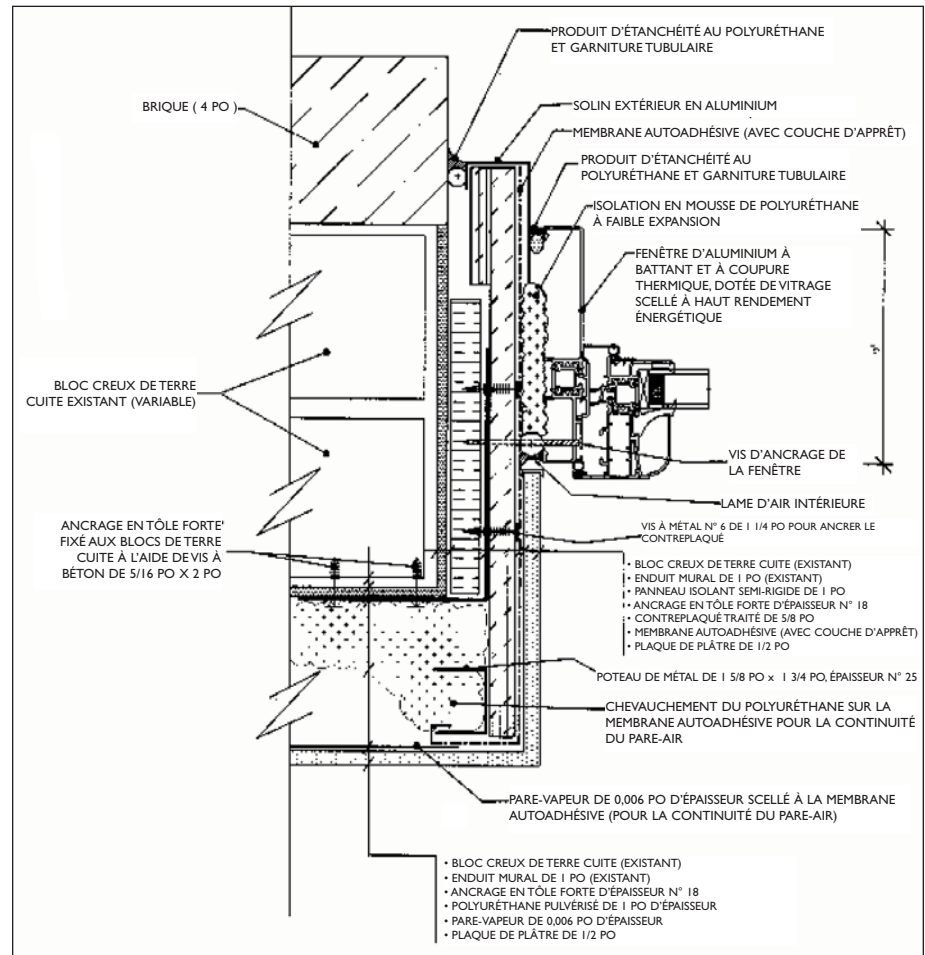 PRODUIT D'ÉTANCHÉITÉ AU POLYURÉTHANE
ET GARNITURE TUBULAIRE
BRIQUE ( 4 PO )
SOLIN EXTÉRIEUR EN ALUMINIUM
MEMBRANE AUTOADHÉSIVE (AVEC COUCHE D'APPRÊT)
PRODUIT D'ÉTANCHÉITÉ AU
POLYURÉTHANE ET GARNITURE TUBULAIRE
ISOLATION EN MOUSSE DE POLYURÉTHANE
À FAIBLE EXPANSION
FENÊTRE D'ALUMINIUM À
BATTANT ET À COUPURE
THERMIQUE, DOTÉE DE VITRAGE
SCELLÉ À HAUT RENDEMENT
ÉNERGÉTIQUE
BLOC CREUX DE TERRE
CUITE EXISTANT (VARIABLE)
VIS D'ANCRAGE DE
LA FENÊTRE
LAME D'AIR INTÉRIEURE
ANCRAGE EN TÔLE FORTE'
FIXÉ AUX BLOCS DE TERRE
CUITE À L'AIDE DE VIS À
BÉTON DE 5/16 PO X 2 PO
VIS À MÉTAL N° 6 DE 1 1/4 PO POUR ANCRER LE
CONTREPLAQUÉ
• BLOC CREUX DE TERRE CUITE (EXISTANT)
• ENDUIT MURAL DE 1 PO (EXISTANT)
• PANNEAU ISOLANT SEMI-RIGIDE DE 1 PO
• ANCRAGE EN TÔLE FORTE D'ÉPAISSEUR N° 18
• CONTREPLAQUÉ TRAITÉ DE 5/8 PO
• MEMBRANE AUTOADHÉSIVE (AVEC COUCHE D'APPRÊT)
• PLAQUE DE PLÂTRE DE 1/2 PO
POTEAU DE MÉTAL DE 1 5/8 PO x 1 3/4 PO, ÉPAISSEUR N° 25
CHEVAUCHEMENT DU POLYURÉTHANE SUR LA
MEMBRANE AUTOADHÉSIVE POUR LA CONTINUITÉ
DU PARE-AIR
PARE-VAPEUR DE 0,006 PO D'ÉPAISSEUR SCELLÉ À LA MEMBRANE
AUTOADHÉSIVE (POUR LA CONTINUITÉ DU PARE-AIR)
• BLOC CREUX DE TERRE CUITE (EXISTANT)
• ENDUIT MURAL DE 1 PO (EXISTANT)
• ANCRAGE EN TÔLE FORTE D'ÉPAISSEUR N° 18
• POLYURÉTHANE PULVÉRISÉ DE 1 PO D'ÉPAISSEUR
• PARE-VAPEUR DE 0,006 PO D'ÉPAISSEUR
• PLAQUE DE PLÂTRE DE 1/2 PO